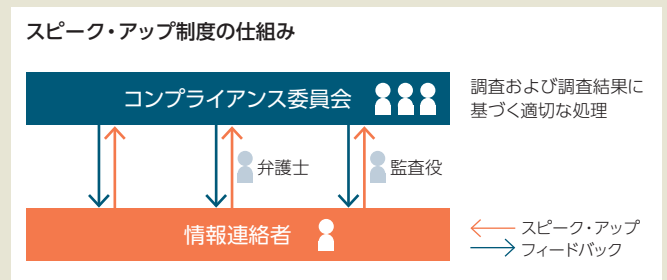 スピーク・アップ制度の仕組み
コンプライアンス委員会
調査および調査結果に
基づく適切な処理
弁護士
監査役
情報連絡者
スピーク・アップ
フィードバック